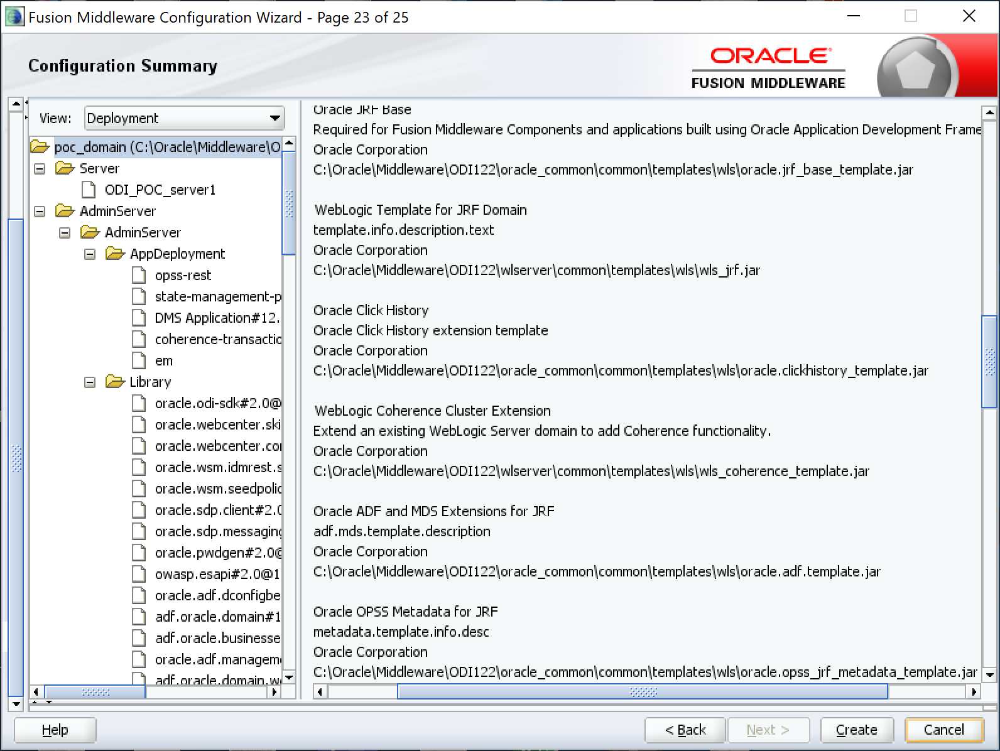 Fusion Middleware Configuration Wizard - Page 23 of 25
Configuration Summary
ORACLE
FUSION MIDDLEWARE
View:
Deployment
poc_domain (C:\Oracle\Middleware\O
Server
ODI_POC_server1
AdminServer
AdminServer
AppDeployment
opss-rest
state-management-p
DMS Application#12.
coherence-transactio
em
Library
oracle.odi-sdk#2.0@
oracle.webcenter.ski
oracle.webcenter.co
oracle.wsm.idmrest.s
oracle.wsm.seedpolic
oracle.sdp.client#2.0
oracle.sdp.messaging
oracle.pwdgen#2.0@
owasp.esapi#2.0@1
oracle.adf.dconfigbe
adf.oracle.domain#1
adf.oracle.businesse
oracle.adf.managem
adf.oracle.domain.w
Oracle JRF Base
Required for Fusion Middleware Components and applications built using Oracle Application Development Frame
Oracle Corporation
C:\Oracle\Middleware\ODI122\oracle_common\common\templates\wls\oracle.jrf_base_template.jar
WebLogic Template for JRF Domain
template.info.description.text
Oracle Corporation
C:\Oracle\Middleware\ODI122\wlserver\common\templates\wls\wls_jrf.jar
Oracle Click History
Oracle Click History extension template
Oracle Corporation
C:\Oracle\Middleware\ODI122\oracle_common\common\templates\wls\oracle.clickhistory_template.jar
WebLogic Coherence Cluster Extension
Extend an existing WebLogic Server domain to add Coherence functionality.
Oracle Corporation
C:\Oracle\Middleware\ODI122\wlserver\common\templates\wls\wls_coherence_template.jar
Oracle ADF and MDS Extensions for JRF
adf.mds.template.description
Oracle Corporation
C:\Oracle\Middleware\ODI122\oracle_common\common\templates\wls\oracle.adf.template.jar
Oracle OPSS Metadata for JRF
metadata.template.info.desc
Oracle Corporation
C:\Oracle\Middleware\ODI122\oracle_common\common\templates\wls\oracle.opss_jrf_metadata_template.jar
Help
< Back
Next >
Create
Cancel